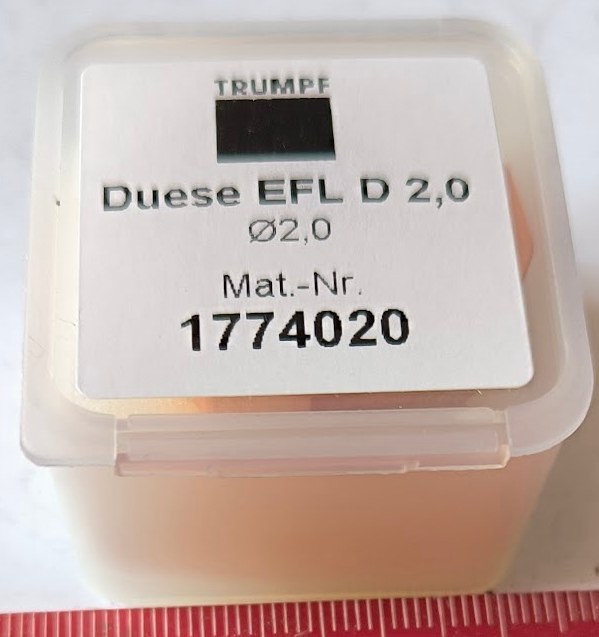 TRUMPF
Duese EFL D 2,0
Ø2,0
Mat.-Nr.
1774020